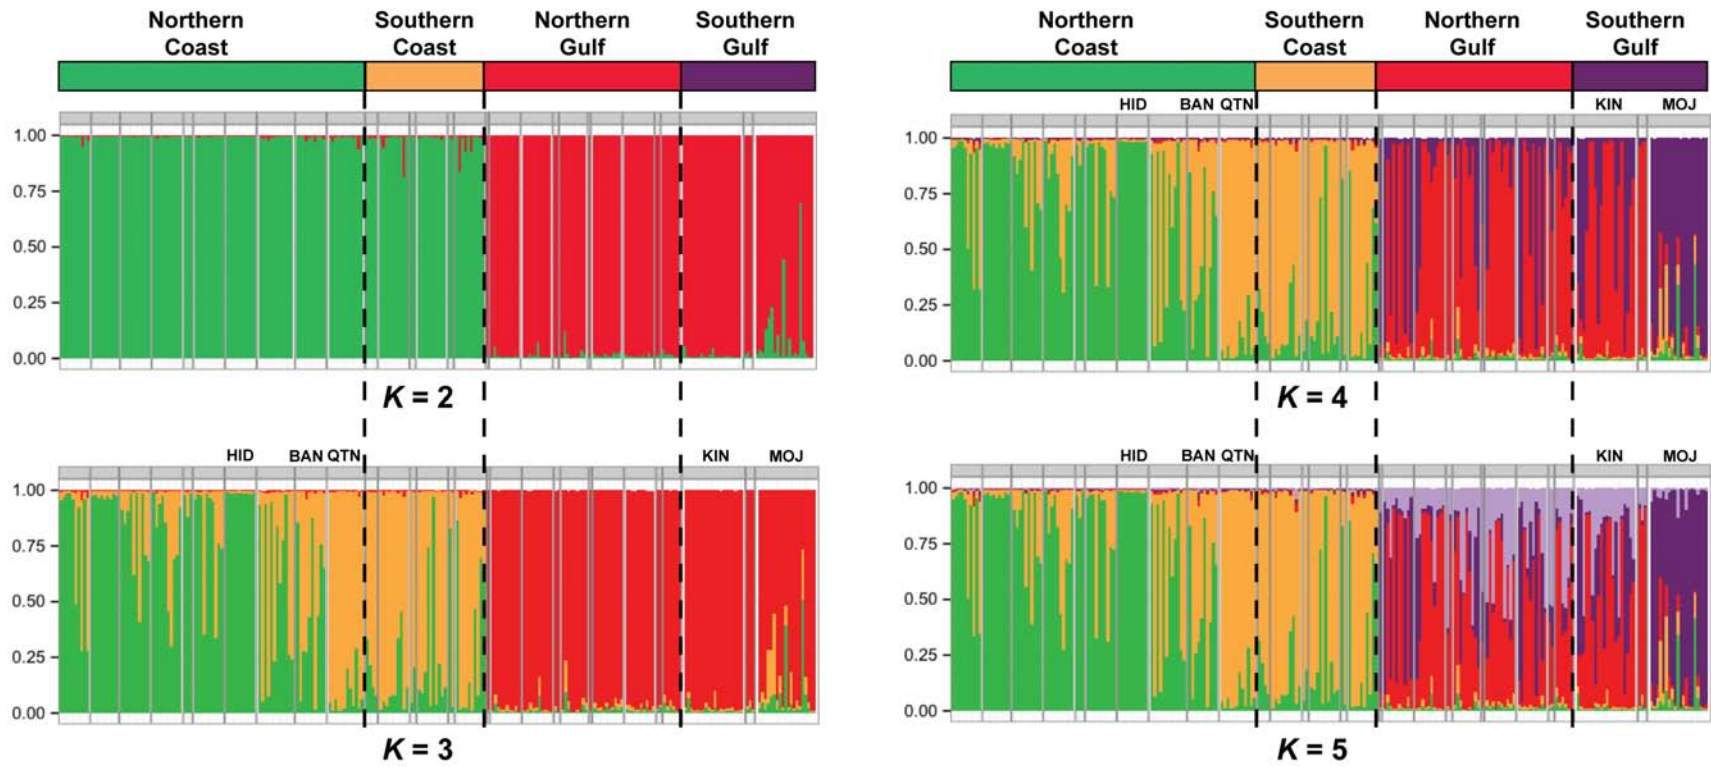 Northern Coast
Southern Coast
Northern Gulf
Southern Gulf
1.00
0.75
0.50
0.25
0.00
K = 2
Northern Coast
Southern Coast
Northern Gulf
Southern Gulf
HID BAN QTN KIN MOJ
1.00
0.75
0.50
0.25
0.00
K = 4
HID BAN QTN KIN MOJ
1.00
0.75
0.50
0.25
0.00
K = 3
HID BAN QTN KIN MOJ
1.00
0.75
0.50
0.25
0.00
K = 5